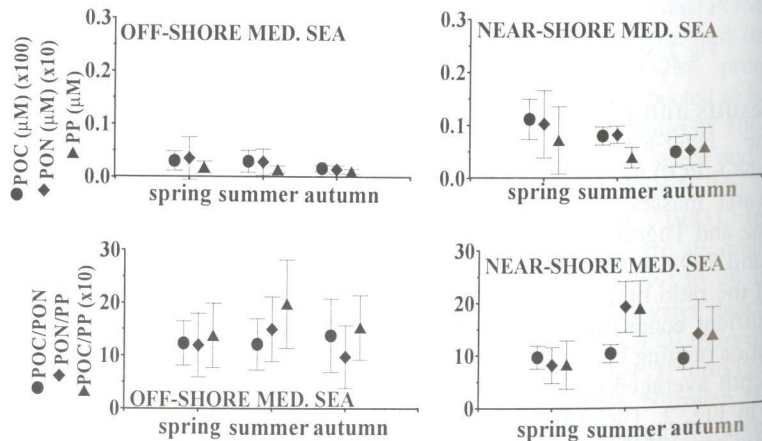 ● POC (µM) (x100)
◆ PON (µM) (x10)
▲ PP (µM)
0.3
0.2
0.1
0.0
OFF-SHORE MED. SEA
spring summer autumn
0.3
0.2
0.1
0.0
NEAR-SHORE MED. SEA
spring summer autumn
● POC/PON
◆ PON/PP
▲ POC/PP (x10)
30
20
10
0
OFF-SHORE MED. SEA
spring summer autumn
30
20
10
0
NEAR-SHORE MED. SEA
spring summer autumn
esults and